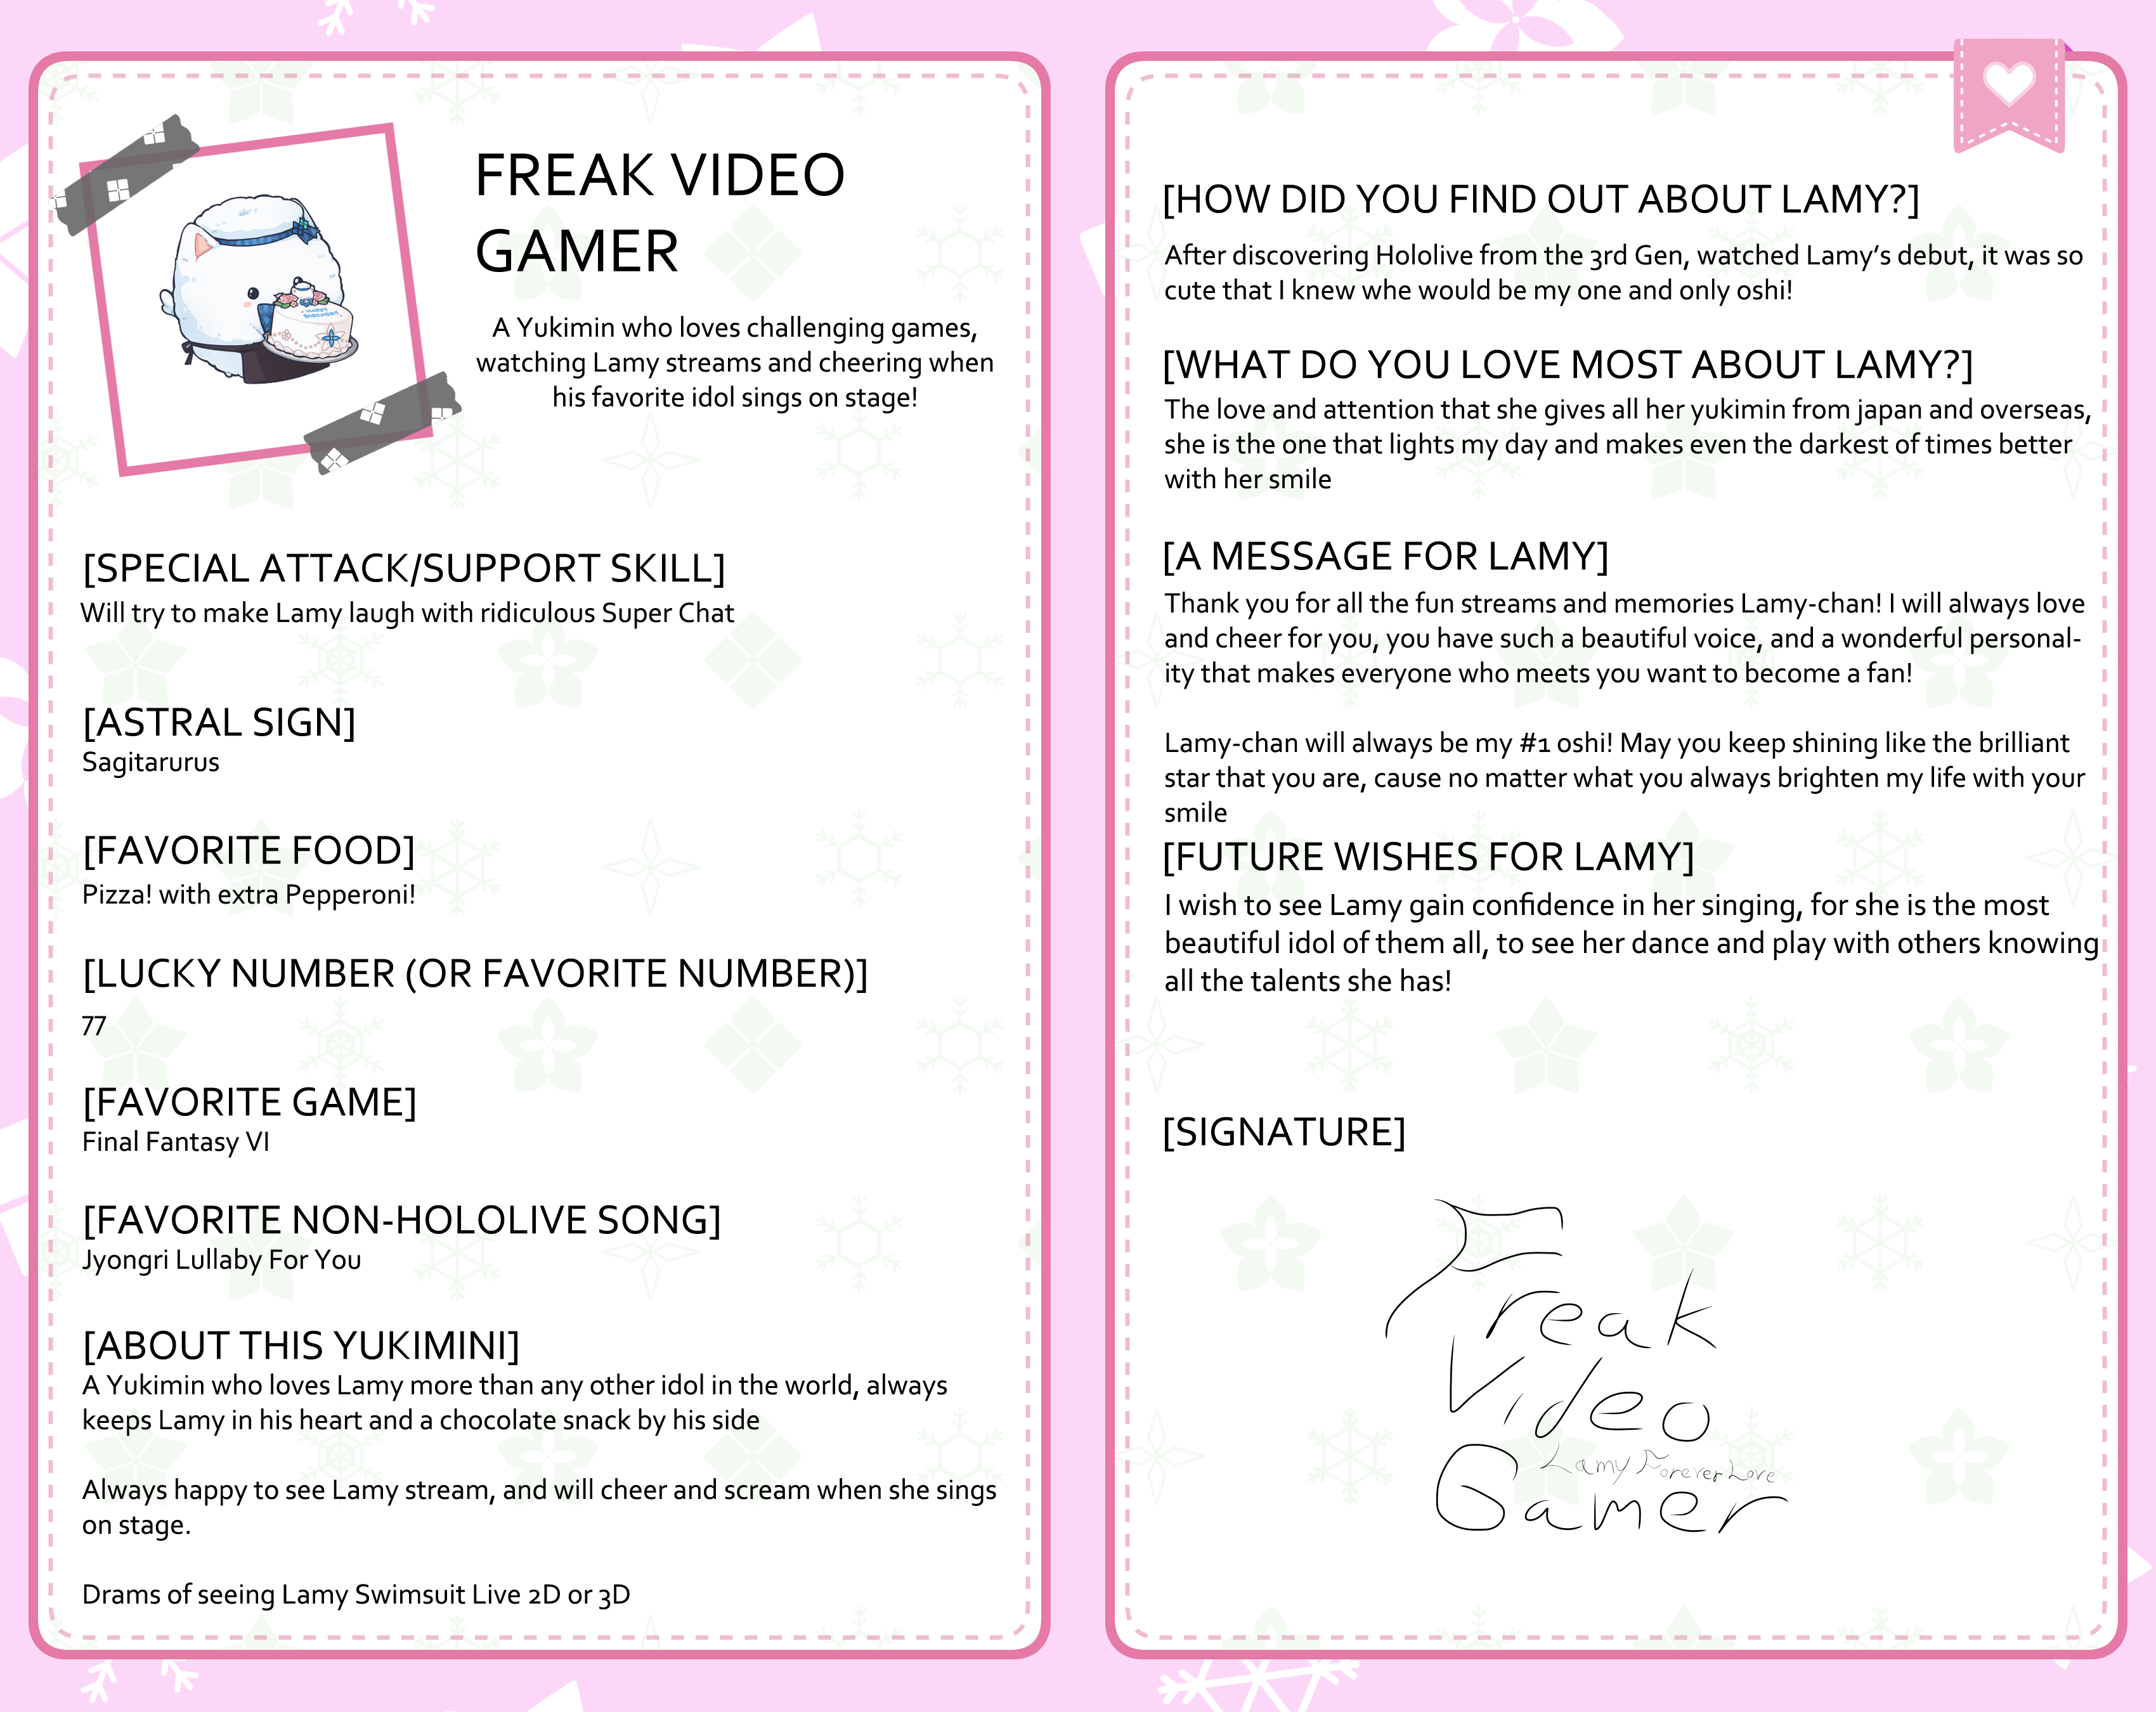 FREAK VIDEO
GAMER
A Yukimin who loves challenging games,
watching Lamy streams and cheering when
his favorite idol sings on stage!
[SPECIAL ATTACK/SUPPORT SKILL]
Will try to make Lamy laugh with ridiculous Super Chat
[ASTRAL SIGN]
Sagitarurus
[FAVORITE FOOD]
Pizza! with extra Pepperoni!
[LUCKY NUMBER (OR FAVORITE NUMBER)]
77
[FAVORITE GAME]
Final Fantasy VI
[FAVORITE NON-HOLOLIVE SONG]
Jyongri Lullaby For You
[ABOUT THIS YUKIMINI]
A Yukimin who loves Lamy more than any other idol in the world, always
keeps Lamy in his heart and a chocolate snack by his side
Always happy to see Lamy stream, and will cheer and scream when she sings
on stage.
Drams of seeing Lamy Swimsuit Live 2D or 3D
[HOW DID YOU FIND OUT ABOUT LAMY?]
After discovering Hololive from the 3rd Gen, watched Lamy’s debut, it was so
cute that I knew whe would be my one and only oshi!
[WHAT DO YOU LOVE MOST ABOUT LAMY?]
The love and attention that she gives all her yukimin from japan and overseas,
she is the one that lights my day and makes even the darkest of times better
with her smile
[A MESSAGE FOR LAMY]
Thank you for all the fun streams and memories Lamy-chan! I will always love
and cheer for you, you have such a beautiful voice, and a wonderful personal-
ity that makes everyone who meets you want to become a fan!
Lamy-chan will always be my #1 oshi! May you keep shining like the brilliant
star that you are, cause no matter what you always brighten my life with your
smile
[FUTURE WISHES FOR LAMY]
I wish to see Lamy gain confidence in her singing, for she is the most
beautiful idol of them all, to see her dance and play with others knowing
all the talents she has!
[SIGNATURE]
Freak
Video
Lamy Forever Love
Gamer
HAPPY
BIRTHDAY